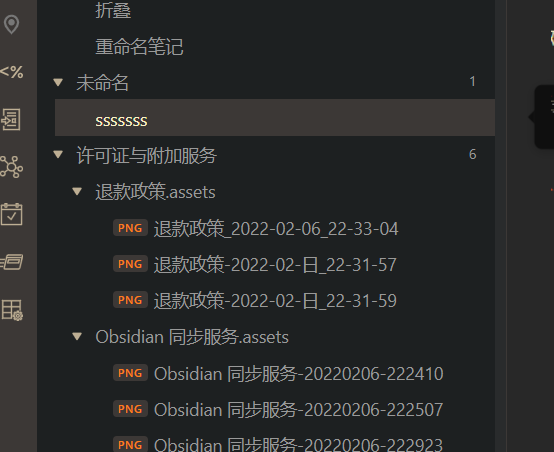 折叠
重命名笔记
<%
未命名 1
sssssss
许可证与附加服务 6
退款政策.assets
PNG 退款政策_2022-02-06_22-33-04
PNG 退款政策-2022-02-日_22-31-57
PNG 退款政策-2022-02-日_22-31-59
Obsidian 同步服务.assets
PNG Obsidian 同步服务-20220206-222410
PNG Obsidian 同步服务-20220206-222507
PNG Obsidian 同步服务-20220206-222923